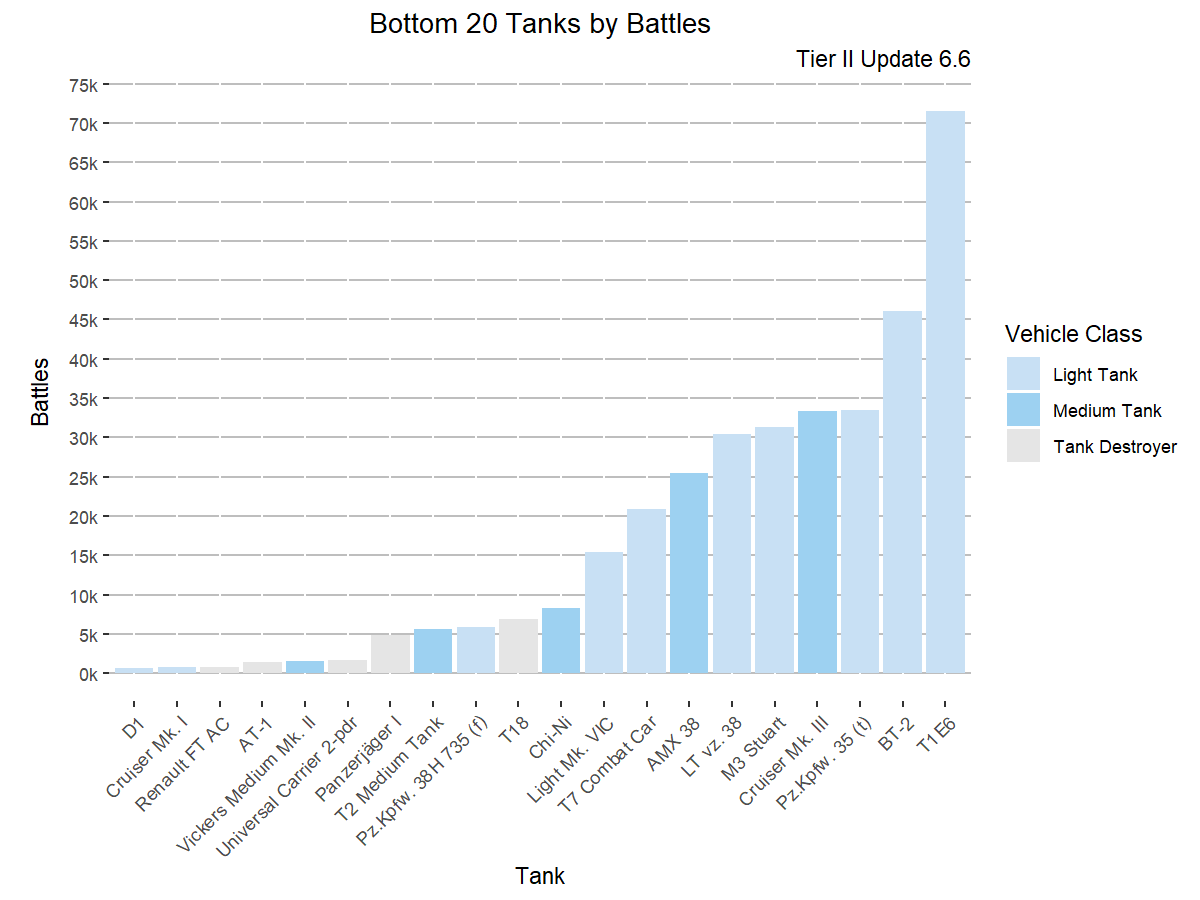 Bottom 20 Tanks by Battles
Tier II Update 6.6
75k
70k
65k
60k
55k
50k
45k
40k
35k
30k
25k
20k
15k
10k
5k
0k
Battles
D1
Cruiser Mk. I
Renault FT AC
AT-1
Vickers Medium Mk. II
Universal Carrier 2-pdr
Panzerjäger I
T2 Medium Tank
Pz.Kpfw. 38H 735 (f)
T18
Chi-Ni
Light Mk. VIC
T7 Combat Car
AMX 38
LT vz. 38
M3 Stuart
Cruiser Mk. III
Pz.Kpfw. 35 (t)
BT-2
T1E6
Tank
Vehicle Class
Light Tank
Medium Tank
Tank Destroyer